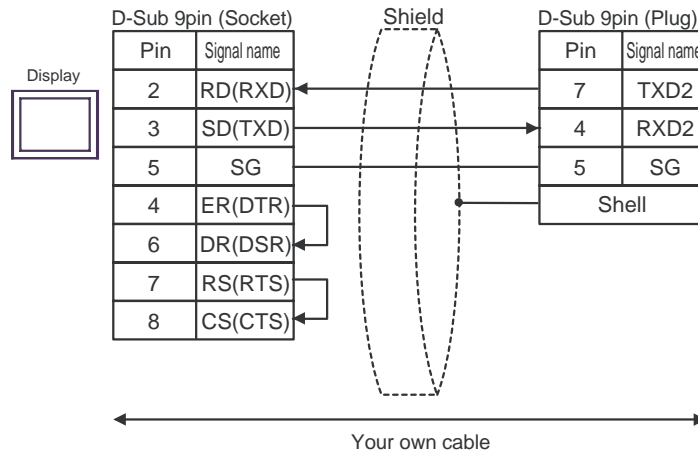 D-Sub 9pin (Socket)
Shield
D-Sub 9pin (Plug)
Display
Pin Signal name
2 RD(RXD)
3 SD(TXD)
5 SG
4 ER(DTR)
6 DR(DSR)
7 RS(RTS)
8 CS(CTS)
Pin Signal name
7 TXD2
4 RXD2
5 SG
Shell
Your own cable